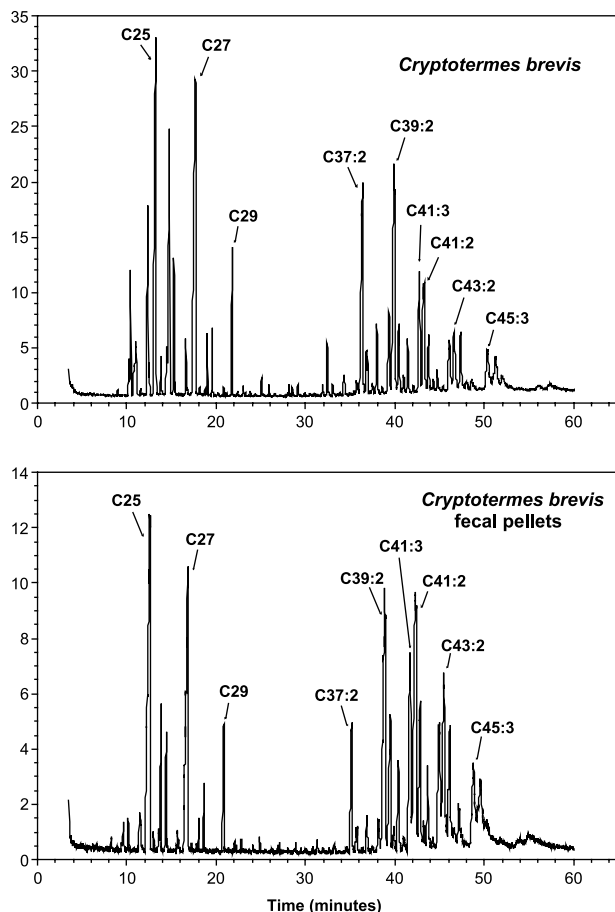 35
30
25
20
15
10
5
0
C25
C27
C29
C37:2
C39:2
C41:3
C41:2
C43:2
C45:3
Cryptotermes brevis
0 10 20 30 40 50 60
14
12
10
8
6
4
2
0
C25
C27
C29
C37:2
C39:2
C41:3
C41:2
C43:2
C45:3
Cryptotermes brevis
fecal pellets
0 10 20 30 40 50 60
Time (minutes)